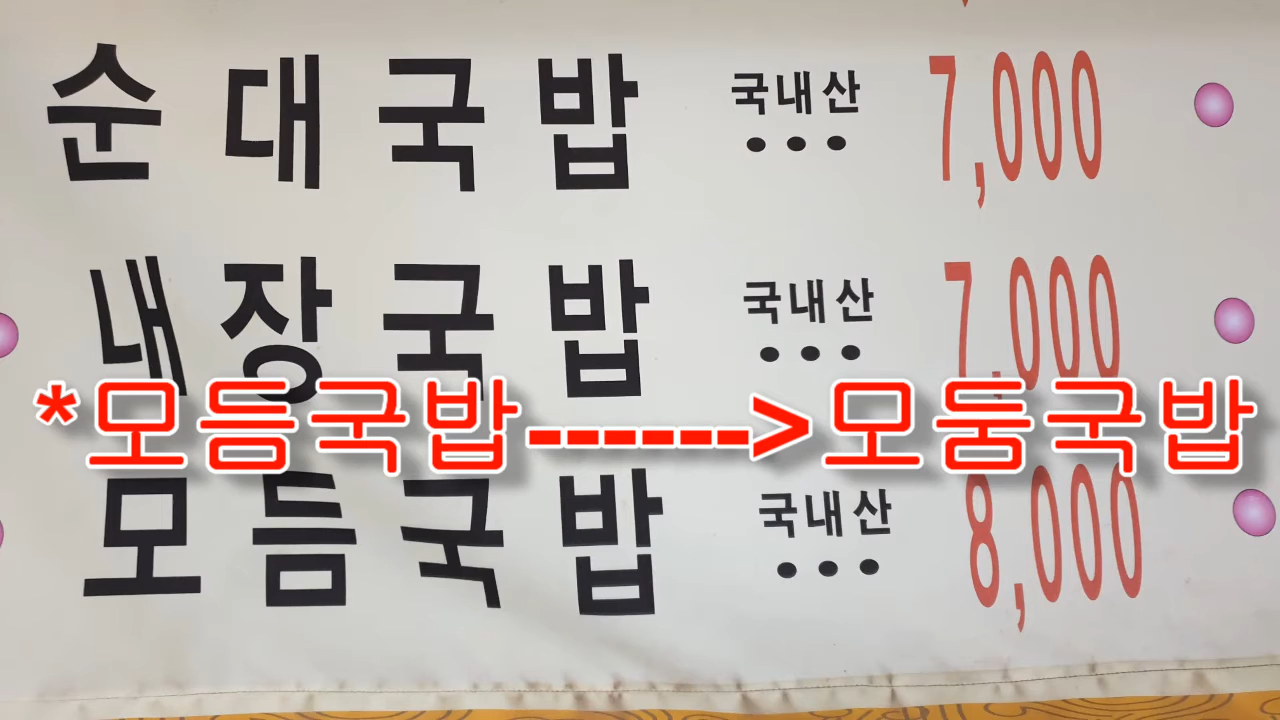 순대국밥 국내산 7,000
내장국밥 국내산 7,000
*모듬국밥------>모둠국밥
모듬국밥 국내산 8,000